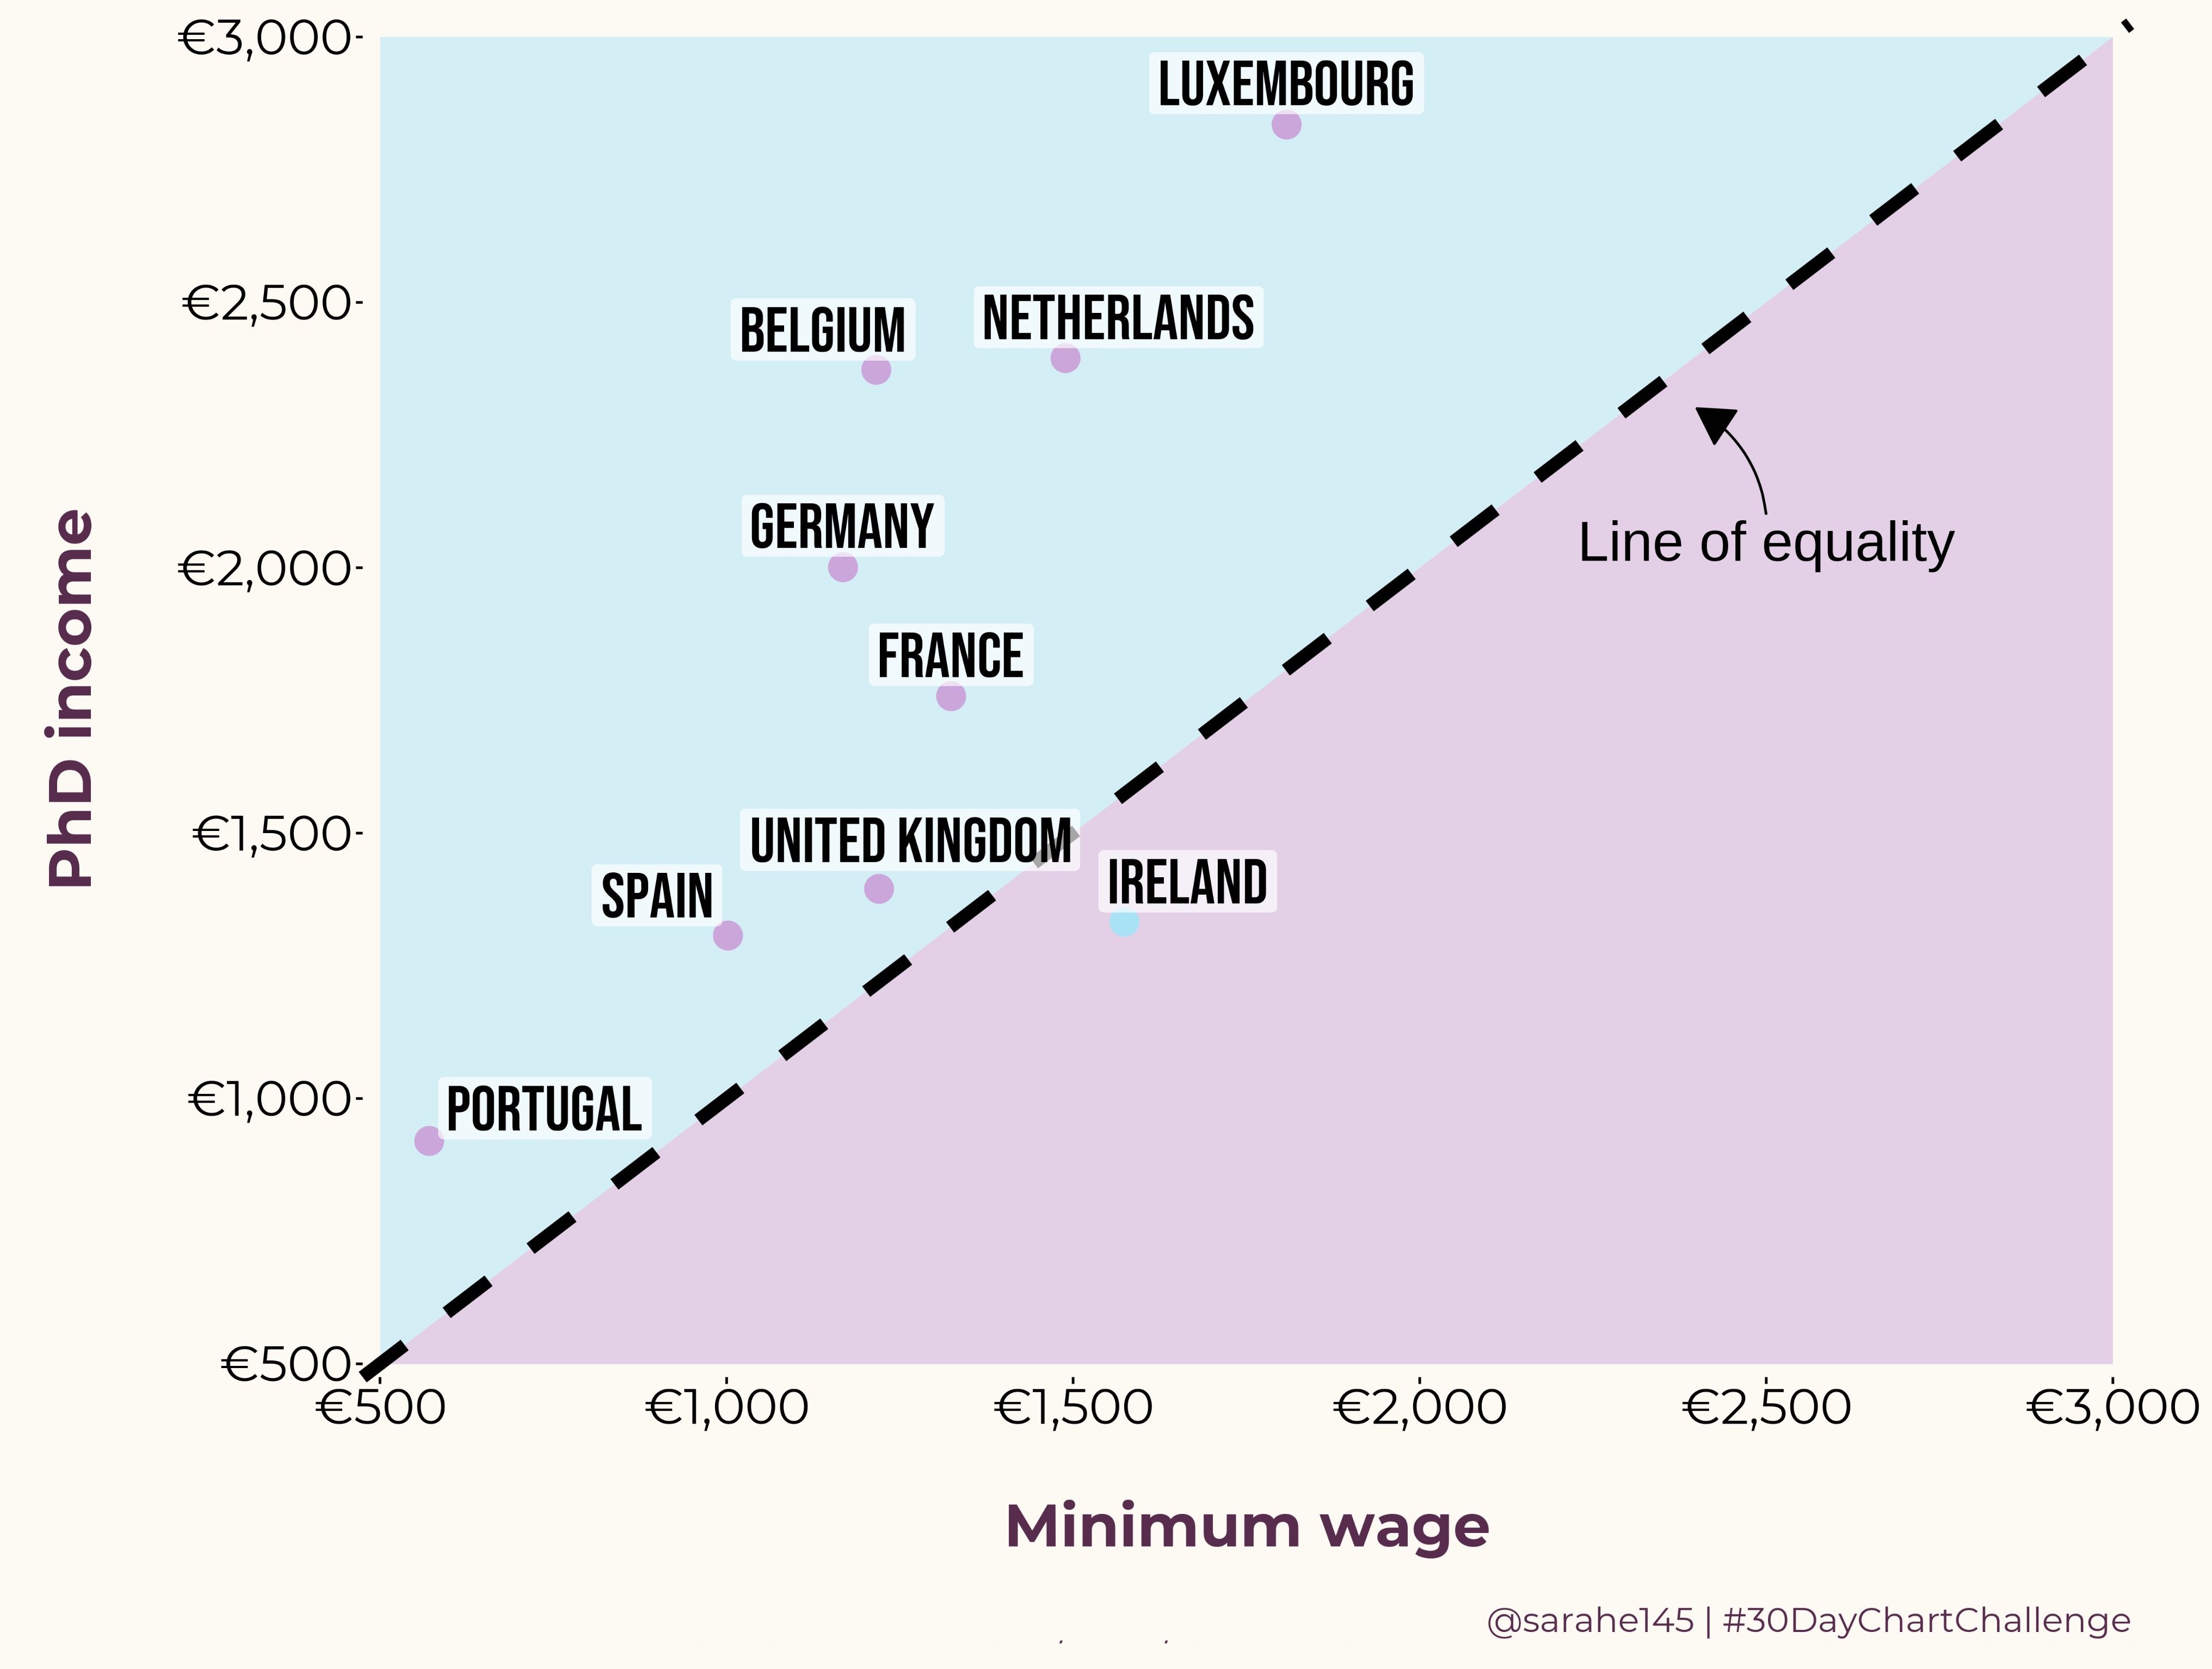 €3,000
LUXEMBOURG
€2,500
BELGIUM
NETHERLANDS
GERMANY
€2,000
Line of equality
FRANCE
PhD income
€1,500
UNITED KINGDOM
IRELAND
SPAIN
€1,000
PORTUGAL
€500
€500
€1,000
€1,500
€2,000
€2,500
€3,000
Minimum wage
@sarahe145 | #30DayChartChallenge